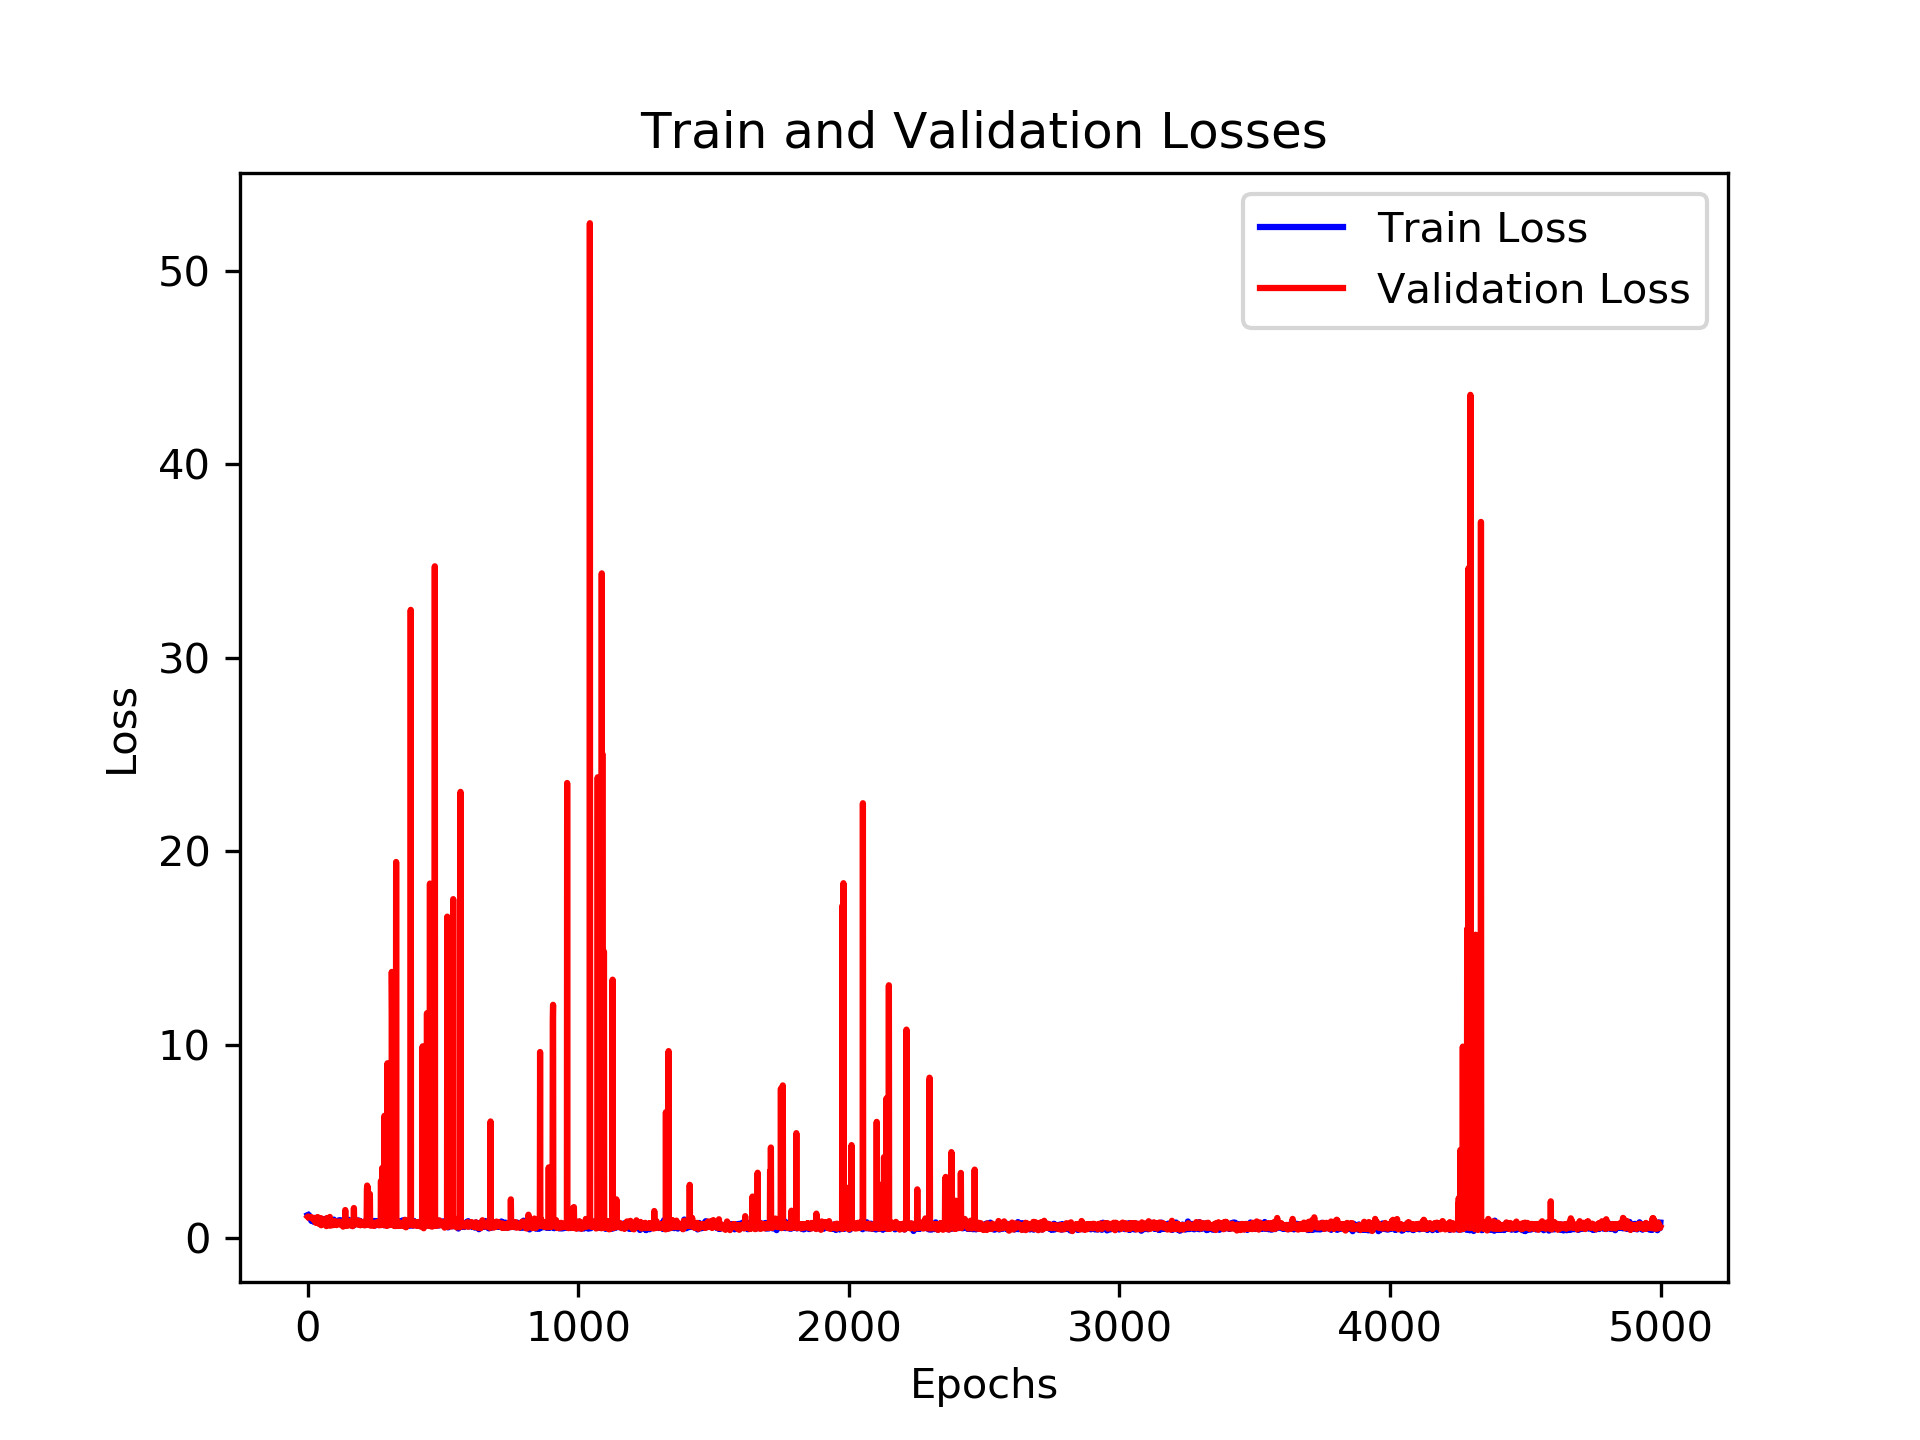 Train and Validation Losses
Train Loss
Validation Loss
50
40
30
20
10
0
Loss
0 1000 2000 3000 4000 5000
Epochs